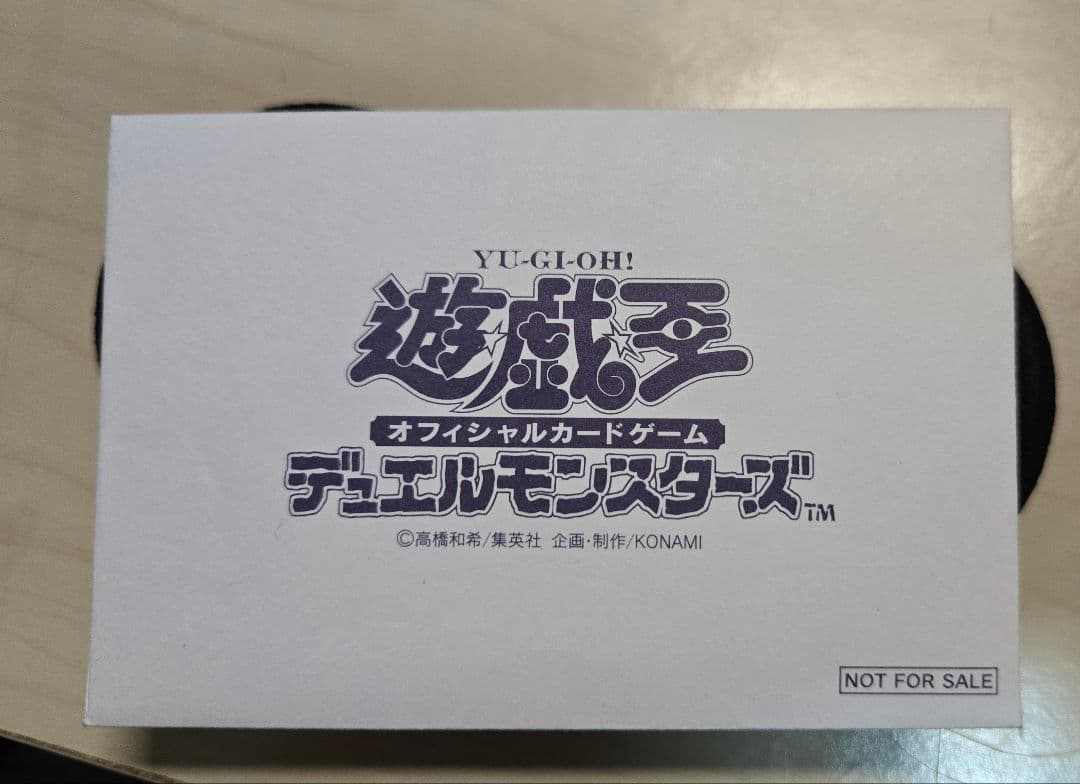 YU-GI-OH!
遊☆戯☆王
オフィシャルカードゲーム
デュエルモンスターズ™
©高橋和希/集英社 企画・制作/KONAMI
NOT FOR SALE